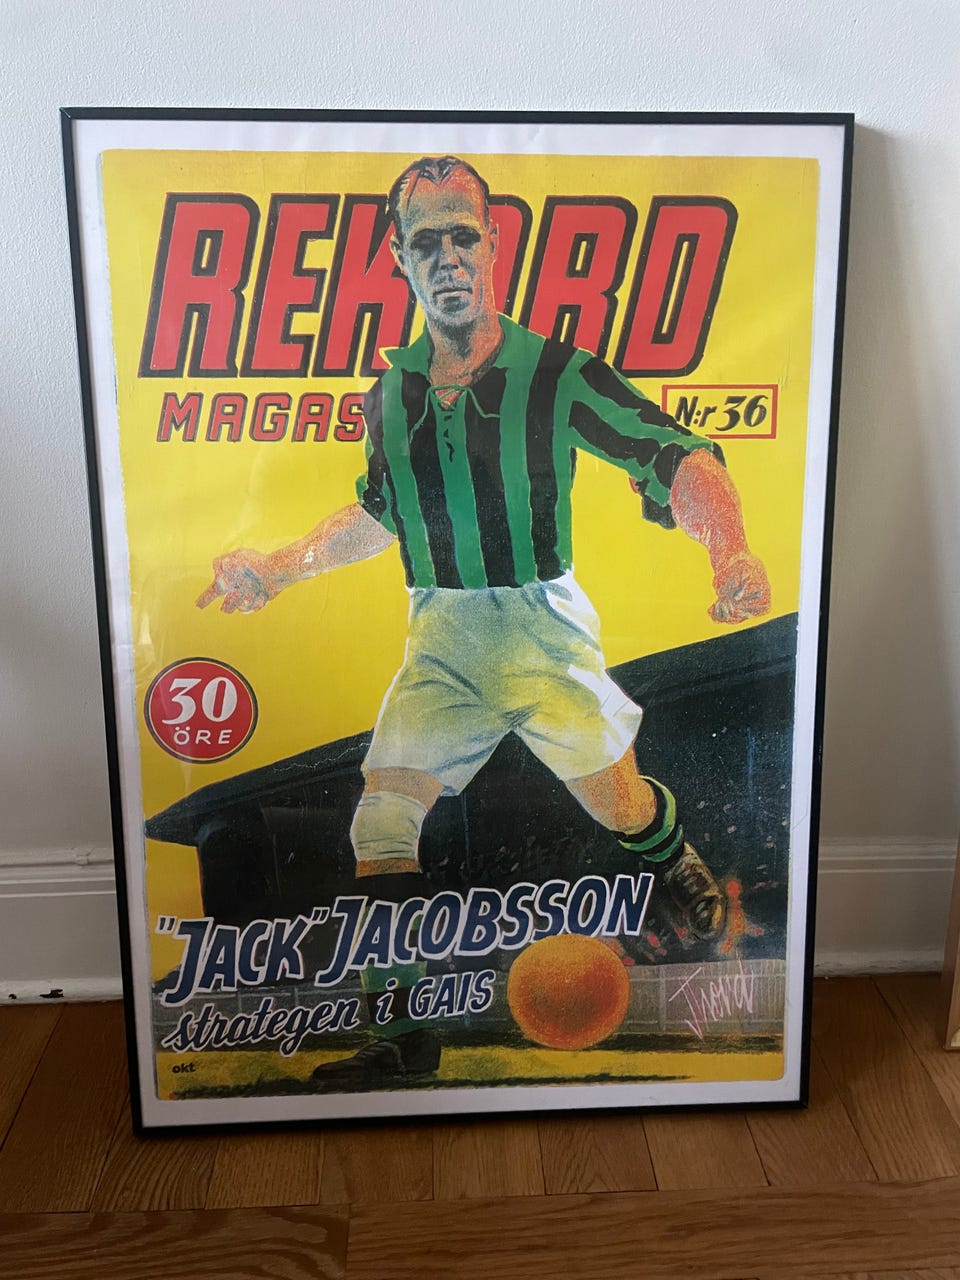 REKORD
MAGAS
N:r 36
30
ÖRE
"JACK" JACOBSSON
strategen i GAIS
okt